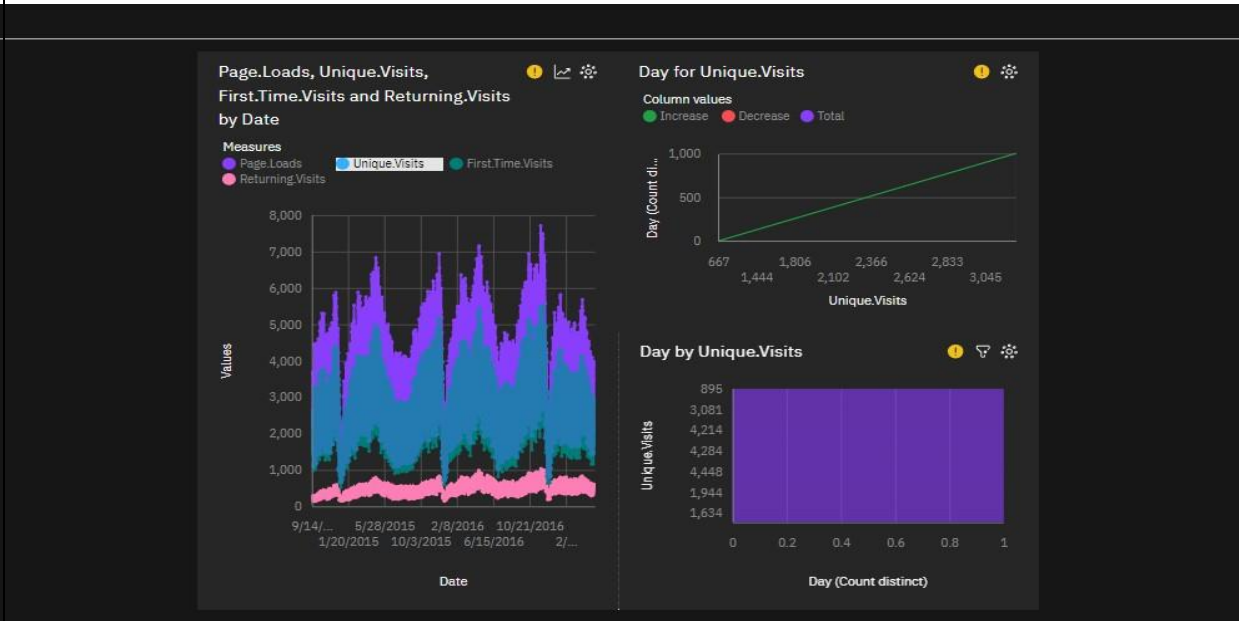 Page.Loads, Unique.Visits,
First.Time.Visits and Returning.Visits
by Date
Measures
Page.Loads Unique.Visits First.Time.Visits
Returning.Visits
8,000
7,000
6,000
5,000
4,000
3,000
2,000
1,000
0
Values
9/14/... 5/28/2015 2/8/2016 10/21/2016
1/20/2015 10/3/2015 6/15/2016 2/...
Date
Day for Unique.Visits
Column values
Increase Decrease Total
1,000
500
0
Day (Count di...
667 1,806 2,366 2,833
1,444 2,102 2,624 3,045
Unique.Visits
Day by Unique.Visits
895
3,081
4,214
4,284
4,448
1,944
1,634
Unique.Visits
0 0.2 0.4 0.6 0.8 1
Day (Count distinct)